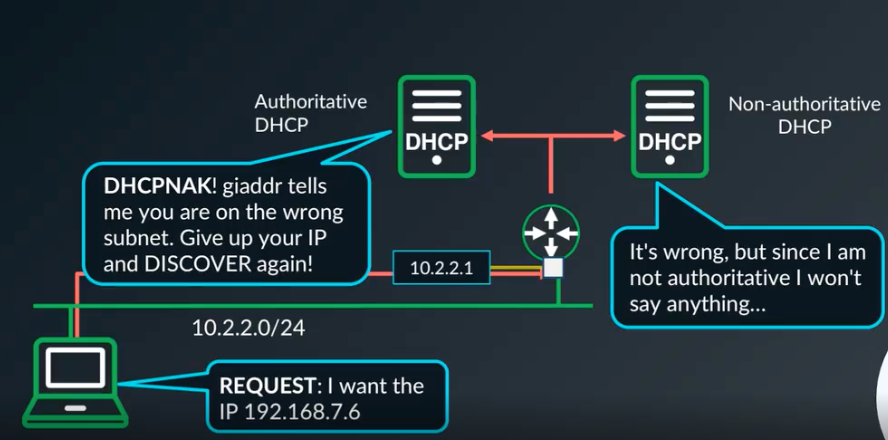 Authoritative
DHCP
DHCP
DHCP
Non-authoritative
DHCP
DHCPNAK! giaddr tells
me you are on the wrong
subnet. Give up your IP
and DISCOVER again!
10.2.2.1
It's wrong, but since I am
not authoritative I won't
say anything...
10.2.2.0/24
REQUEST: I want the
IP 192.168.7.6